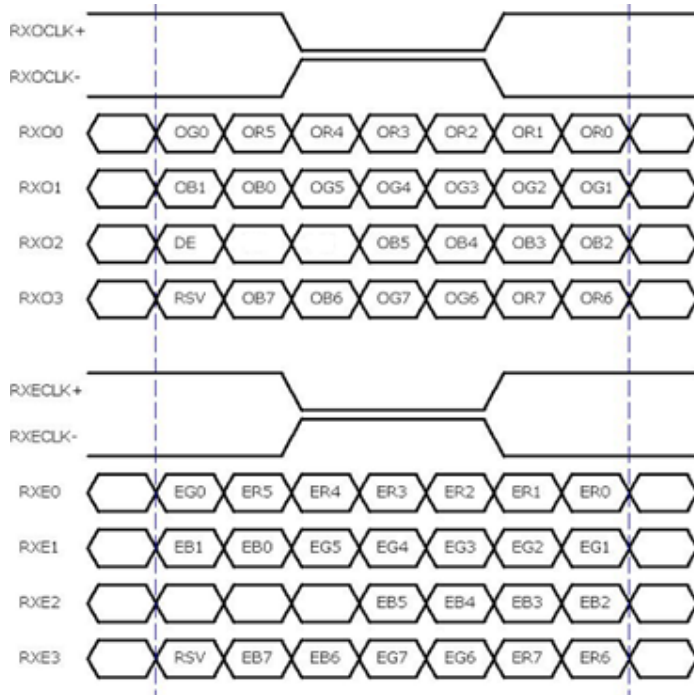 RXOCLK+
RXOCLK-
RXO0 OG0 OR5 OR4 OR3 OR2 OR1 OR0
RXO1 OB1 OB0 OG5 OG4 OG3 OG2 OG1
RXO2 DE OB5 OB4 OB3 OB2
RXO3 RSV OB7 OB6 OG7 OG6 OR7 OR6
RXECLK+
RXECLK-
RXE0 EG0 ER5 ER4 ER3 ER2 ER1 ER0
RXE1 EB1 EB0 EG5 EG4 EG3 EG2 EG1
RXE2 EB5 EB4 EB3 EB2
RXE3 RSV EB7 EB6 EG7 EG6 ER7 ER6